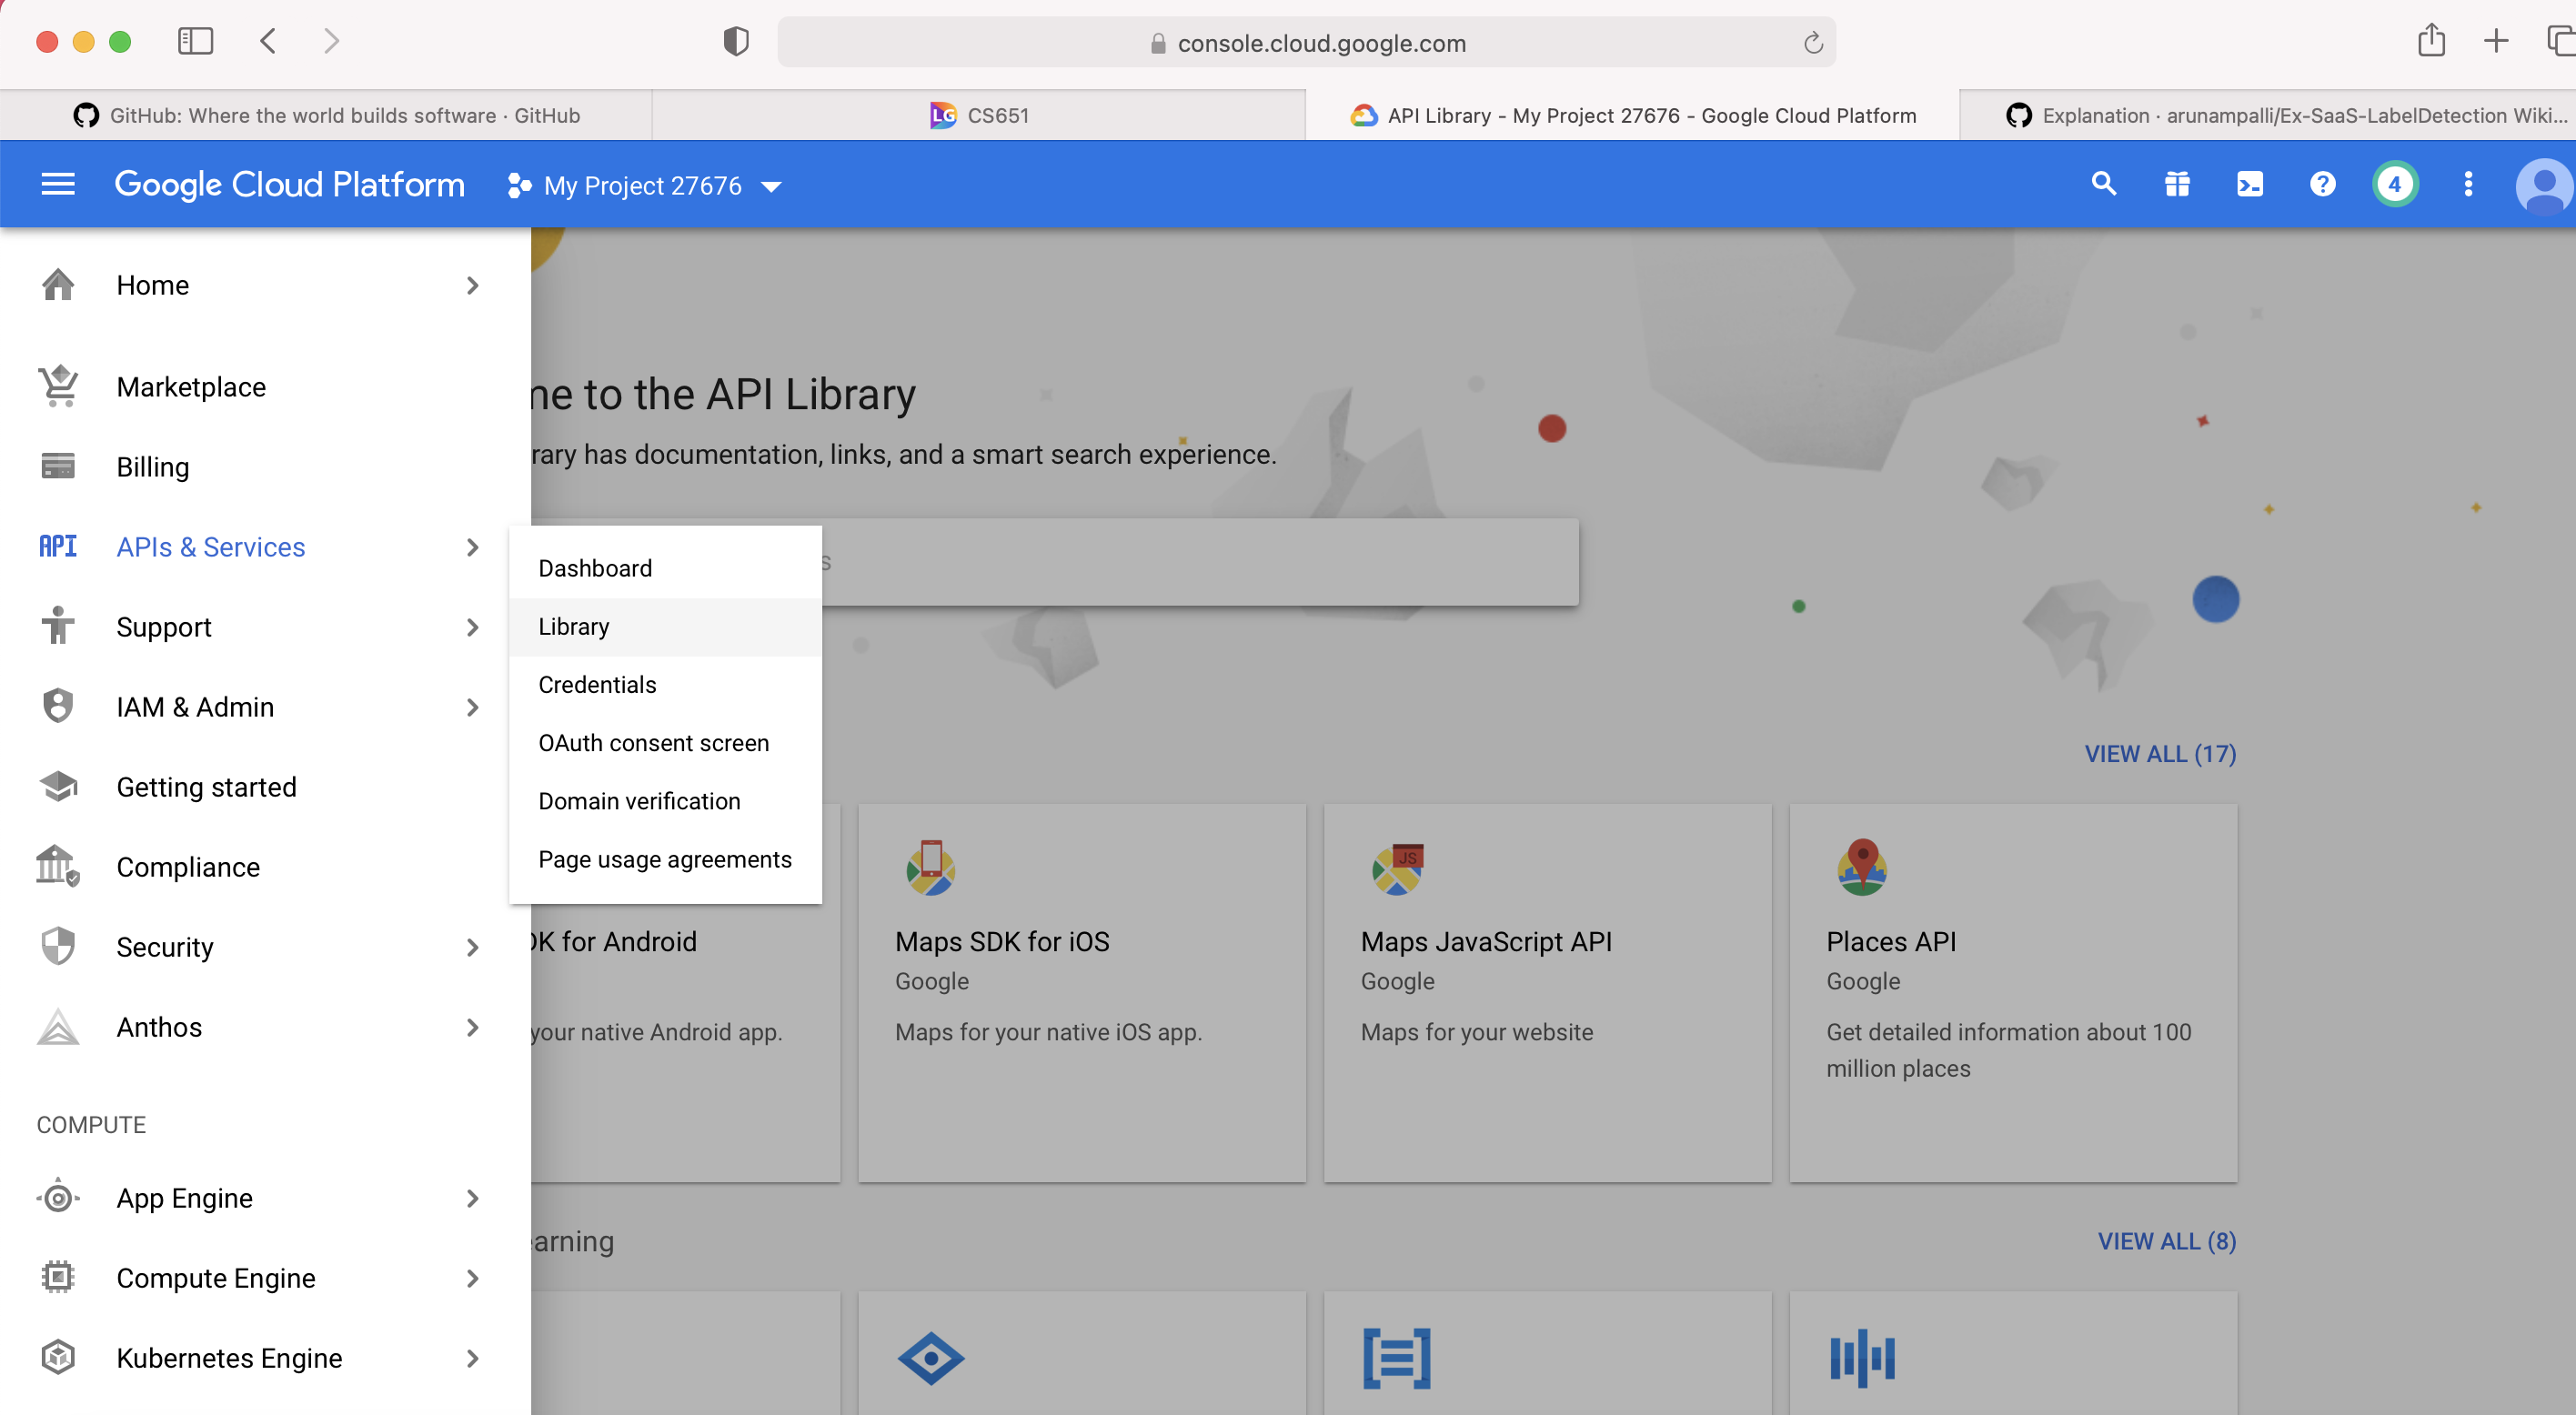 console.cloud.google.com
GitHub: Where the world builds software · GitHub
LG CS651
API Library - My Project 27676 - Google Cloud Platform
Explanation · arunampalli/Ex-SaaS-LabelDetection Wiki...
Google Cloud Platform
My Project 27676
4
Home
Marketplace
Billing
API APIs & Services
Support
IAM & Admin
Getting started
Compliance
Security
Anthos
COMPUTE
App Engine
Compute Engine
Kubernetes Engine
Dashboard
Library
Credentials
OAuth consent screen
Domain verification
Page usage agreements
me to the API Library
rary has documentation, links, and a smart search experience.
s
VIEW ALL (17)
DK for Android
your native Android app.
Maps SDK for iOS
Google
Maps for your native iOS app.
JS
Maps JavaScript API
Google
Maps for your website
Places API
Google
Get detailed information about 100
million places
earning
VIEW ALL (8)